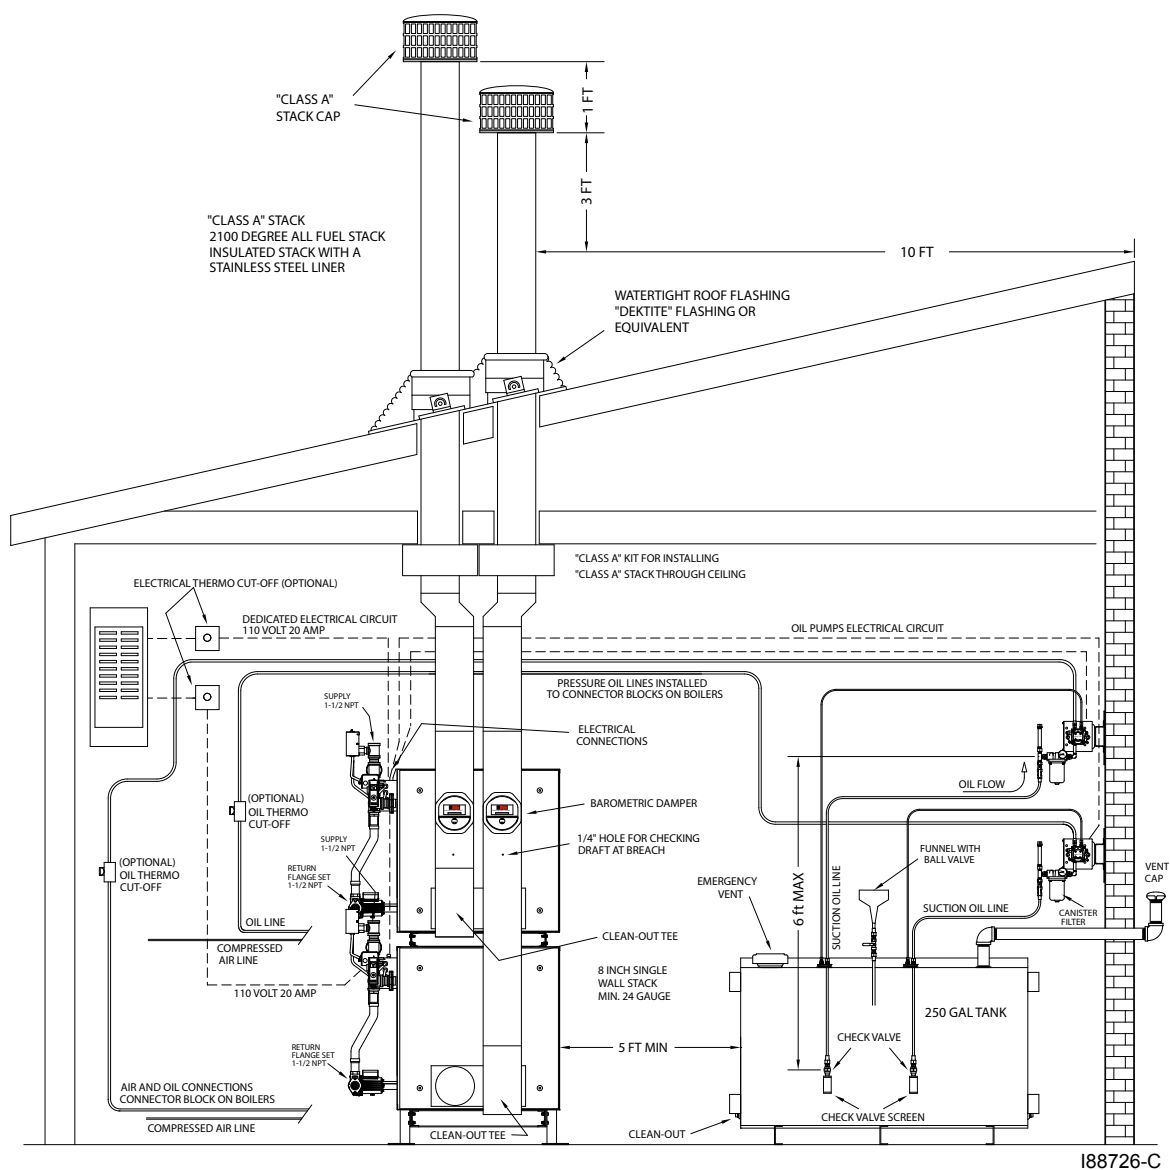 "CLASS A"
STACK CAP
1 FT
3 FT
"CLASS A" STACK
2100 DEGREE ALL FUEL STACK
INSULATED STACK WITH A
STAINLESS STEEL LINER
10 FT
WATERTIGHT ROOF FLASHING
"DEKTITE" FLASHING OR
EQUIVALENT
"CLASS A" KIT FOR INSTALLING
"CLASS A" STACK THROUGH CEILING
ELECTRICAL THERMO CUT-OFF (OPTIONAL)
DEDICATED ELECTRICAL CIRCUIT
110 VOLT 20 AMP
OIL PUMPS ELECTRICAL CIRCUIT
PRESSURE OIL LINES INSTALLED
TO CONNECTOR BLOCKS ON BOILERS
SUPPLY
1-1/2 NPT
ELECTRICAL
CONNECTIONS
OIL FLOW
(OPTIONAL)
OIL THERMO
CUT-OFF
BAROMETRIC DAMPER
1/4" HOLE FOR CHECKING
DRAFT AT BREACH
SUPPLY
1-1/2 NPT
(OPTIONAL)
OIL THERMO
CUT-OFF
RETURN
FLANGE SET
1-1/2 NPT
FUNNEL WITH
BALL VALVE
VENT
CAP
EMERGENCY
VENT
6 ft MAX
SUCTION OIL LINE
SUCTION OIL LINE
CANISTER
FILTER
OIL LINE
COMPRESSED
AIR LINE
CLEAN-OUT TEE
8 INCH SINGLE
WALL STACK
MIN. 24 GAUGE
110 VOLT 20 AMP
250 GAL TANK
CHECK VALVE
5 FT MIN
RETURN
FLANGE SET
1-1/2 NPT
AIR AND OIL CONNECTIONS
CONNECTOR BLOCK ON BOILERS
COMPRESSED AIR LINE
CHECK VALVE SCREEN
CLEAN-OUT TEE
CLEAN-OUT
I88726-C